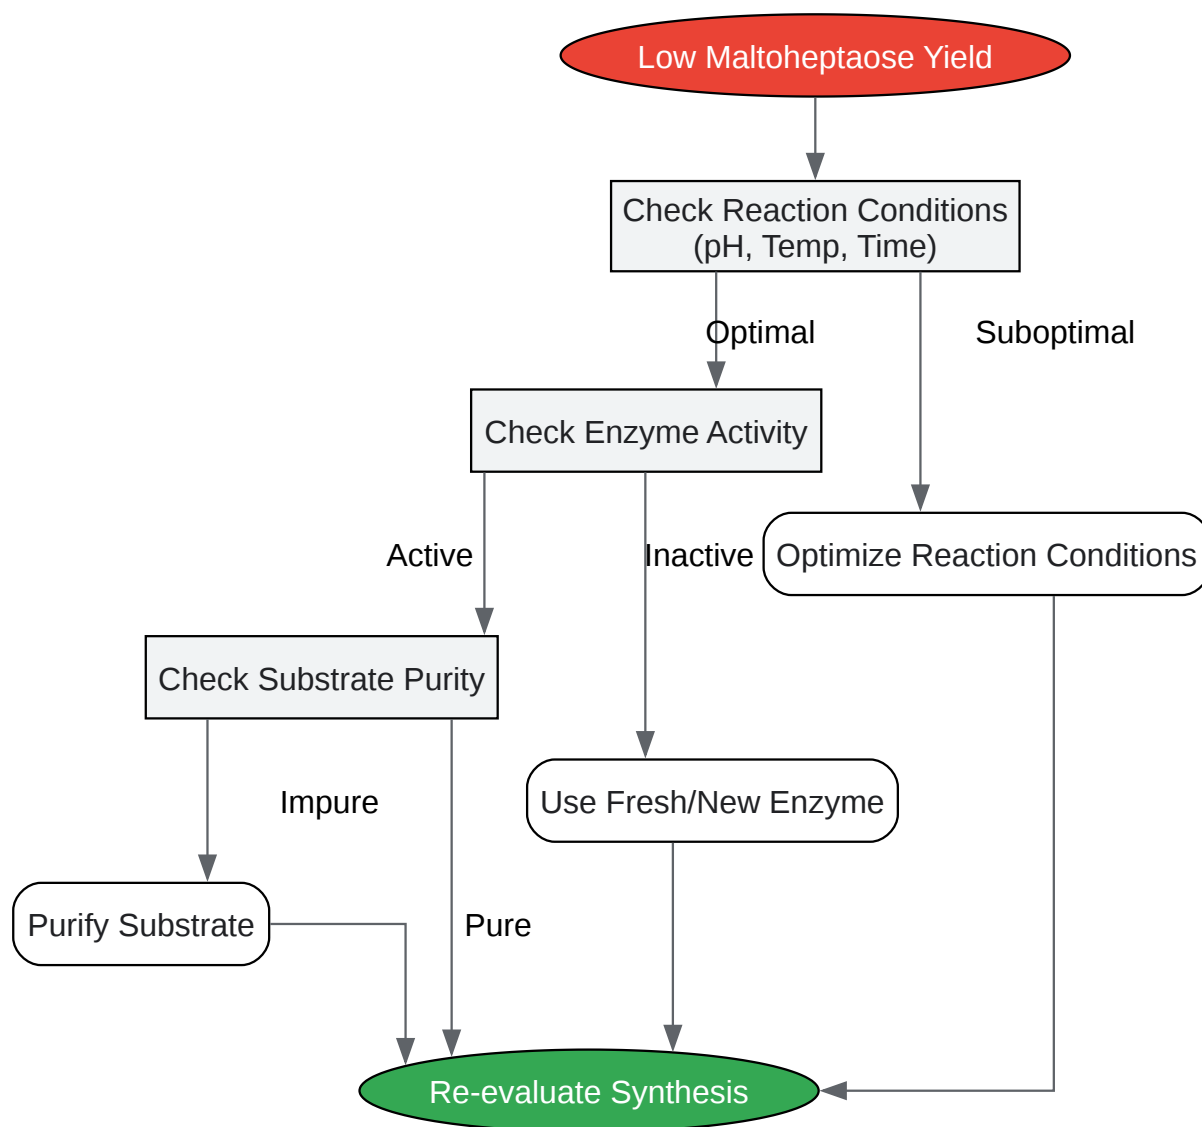 Low Maltoheptaose Yield
Check Reaction Conditions
(pH, Temp, Time)
Optimal
Suboptimal
Check Enzyme Activity
Active
Inactive
Optimize Reaction Conditions
Check Substrate Purity
Impure
Use Fresh/New Enzyme
Purify Substrate
Pure
Re-evaluate Synthesis